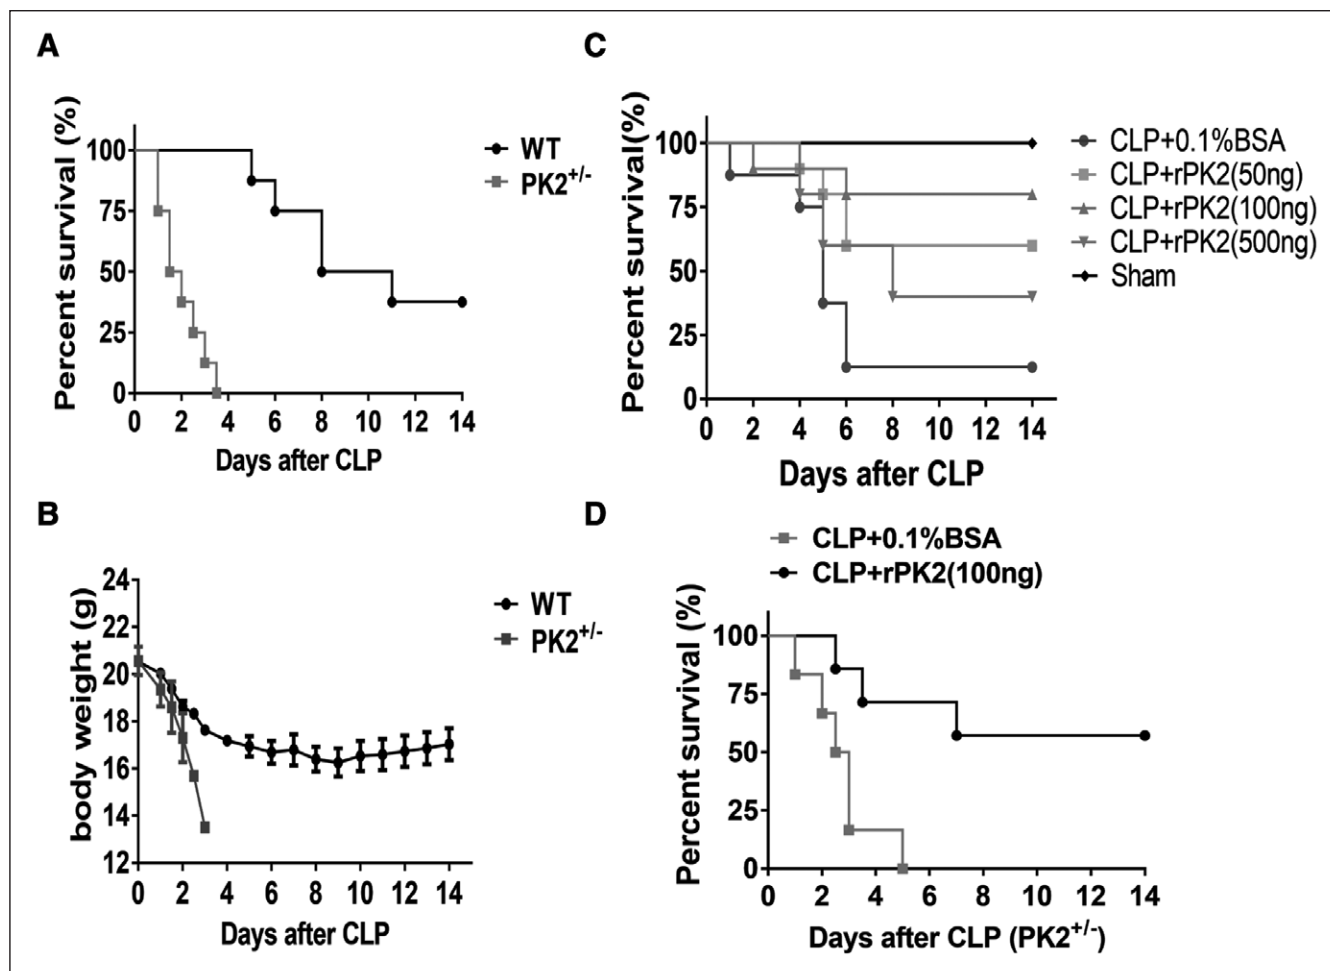 A
Percent survival (%)
100
75
50
25
0
0 2 4 6 8 10 12 14
Days after CLP
WT
PK2+/-
C
Percent survival(%)
100
75
50
25
0
0 2 4 6 8 10 12 14
Days after CLP
CLP+0.1%BSA
CLP+rPK2(50ng)
CLP+rPK2(100ng)
CLP+rPK2(500ng)
Sham
B
body weight (g)
24
22
20
18
16
14
12
0 2 4 6 8 10 12 14
Days after CLP
WT
PK2+/-
D
CLP+0.1%BSA
CLP+rPK2(100ng)
Percent survival (%)
100
75
50
25
0
0 2 4 6 8 10 12 14
Days after CLP (PK2+/-)